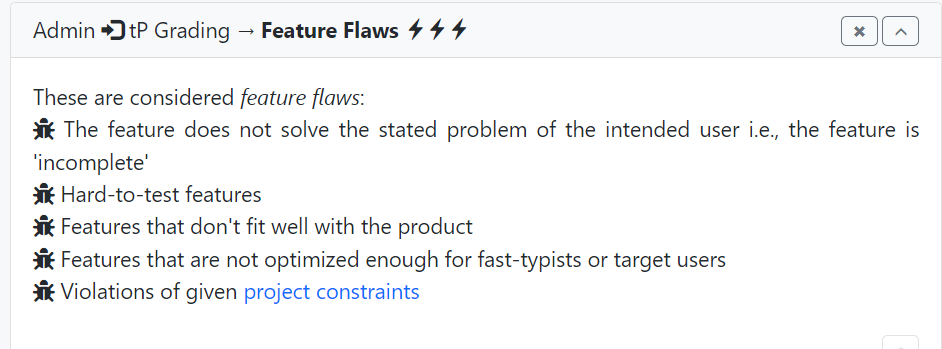 Admin tP Grading → Feature Flaws
These are considered feature flaws:
The feature does not solve the stated problem of the intended user i.e., the feature is
'incomplete'
Hard-to-test features
Features that don't fit well with the product
Features that are not optimized enough for fast-typists or target users
Violations of given project constraints